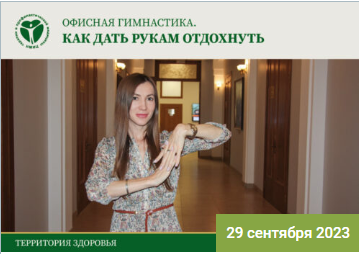 ОФИСНАЯ ГИМНАСТИКА.
КАК ДАТЬ РУКАМ ОТДОХНУТЬ
ТЕРРИТОРИЯ ЗДОРОВЬЯ
29 сентября 2023